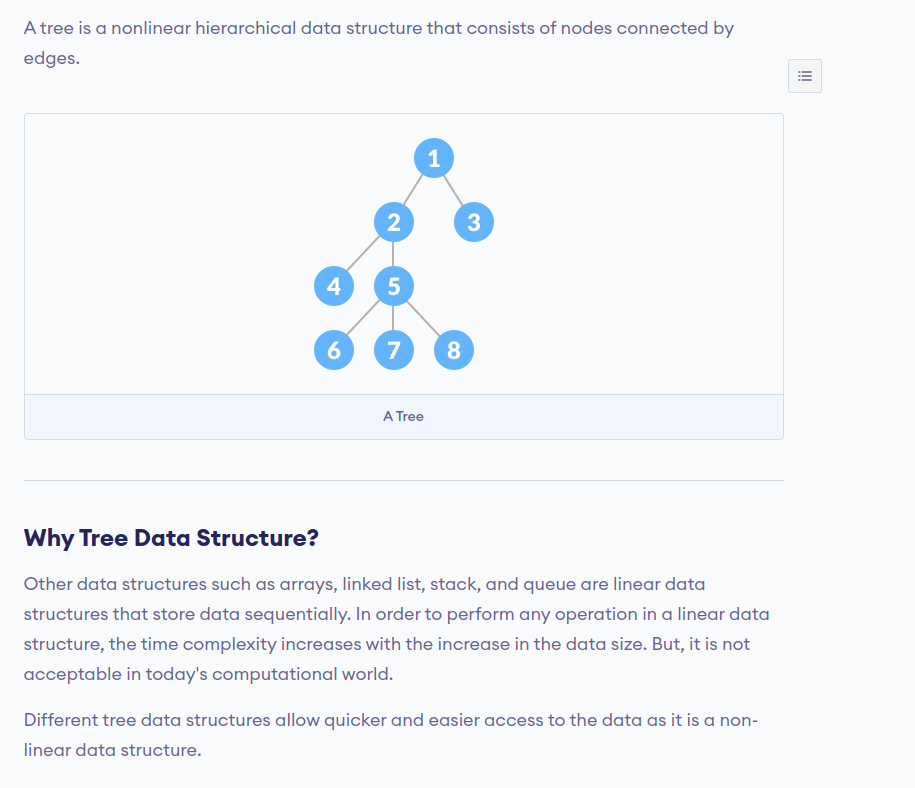 A tree is a nonlinear hierarchical data structure that consists of nodes connected by
edges.
1
2 3
4 5
6 7 8
A Tree
Why Tree Data Structure?
Other data structures such as arrays, linked list, stack, and queue are linear data
structures that store data sequentially. In order to perform any operation in a linear data
structure, the time complexity increases with the increase in the data size. But, it is not
acceptable in today's computational world.
Different tree data structures allow quicker and easier access to the data as it is a non-
linear data structure.